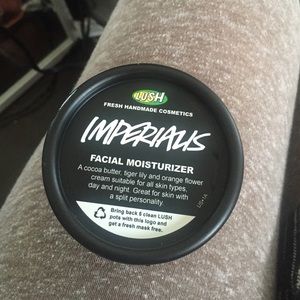 LUSH
FRESH HANDMADE COSMETICS
IMPERIALIS
FACIAL MOISTURIZER
A cocoa butter, tiger lily and orange flower
cream suitable for all skin types,
day and night. Great for skin with
a split personality.
Bring back 5 clean LUSH
pots with this logo and
get a fresh mask free.